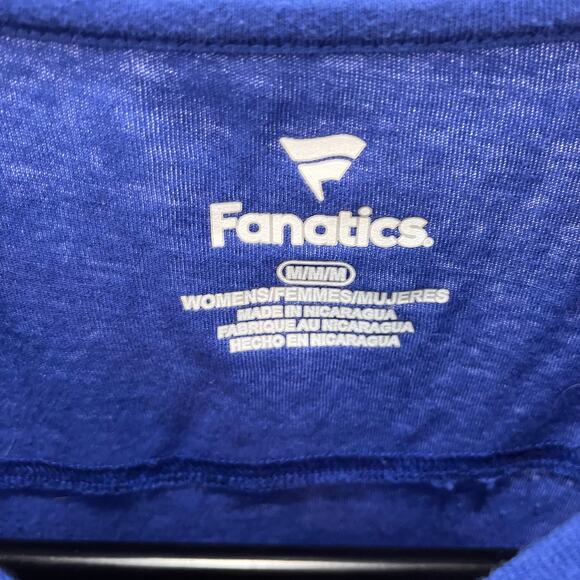 Fanatics.
M/M/M
WOMENS/FEMMES/MUJERES
MADE IN NICARAGUA
FABRIQUE AU NICARAGUA
HECHO EN NICARAGUA